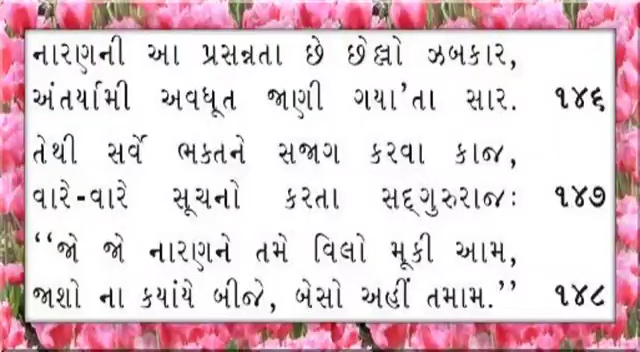 નારણની આ પ્રસન્નતા છે છેલ્લો ઝબકાર,
અંતર્યામી અવધૂત જાણી ગયા'તા સાર. ૧૪૬
તેથી સર્વે ભક્તને સજાગ કરવા કાજ,
વારે-વારે સૂચનો કરતા સદ્‌ગુરુરાજઃ ૧૪૭
‘‘જો જો નારણને તમે વિલો મૂકી આમ,
જાશો ના કયાંયે બીજે, બેસો અહીં તમામ.’’ ૧૪૮